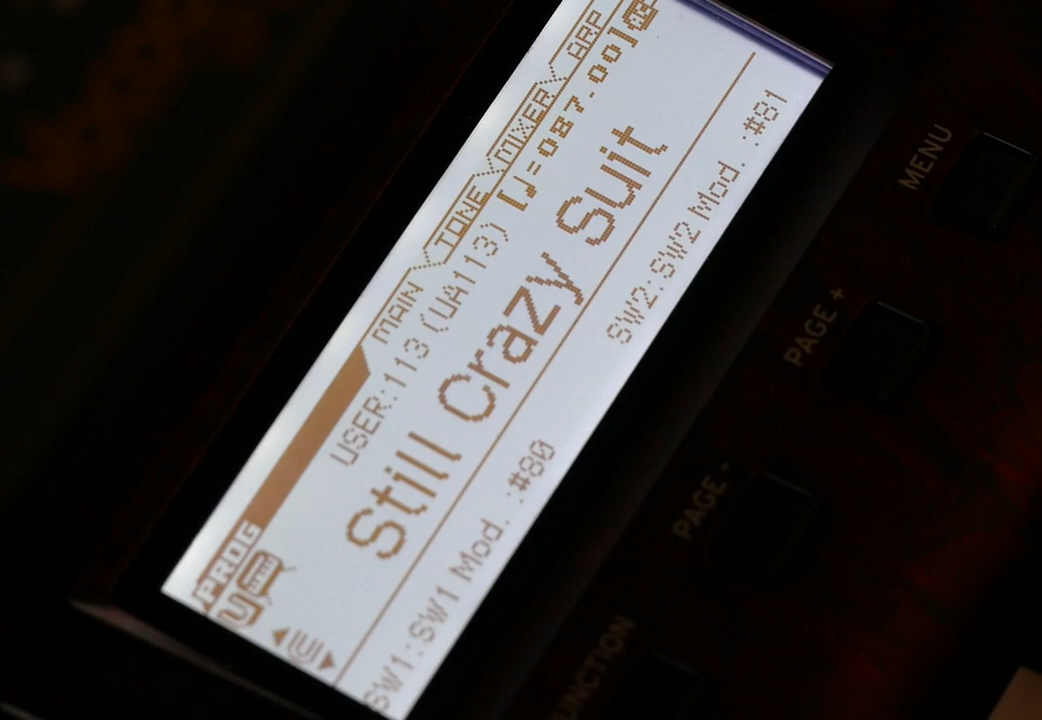 PROG MAIN TONE MIXER ARP
USER:113 (UA113) [♩=087.00]
Still Crazy Suit
U
SW1:SW1 Mod. :#80 SW2:SW2 Mod. :#81
MENU
PAGE +
PAGE -
UNCTION